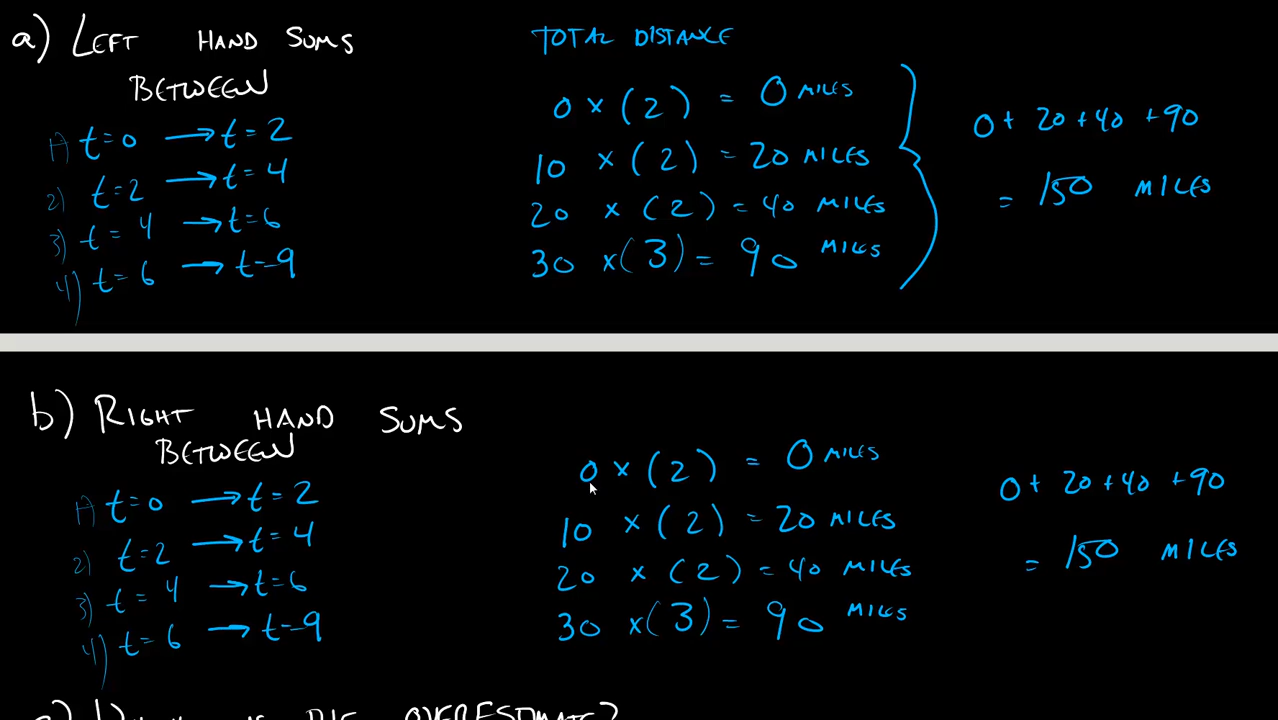 a) LEFT HAND SUMS
BETWEEN
TOTAL DISTANCE
1) t=0 → t=2
0 × (2) = 0 MILES
2) t=2 → t=4
10 × (2) = 20 MILES
3) t=4 → t=6
20 × (2) = 40 MILES
4) t=6 → t=9
30 × (3) = 90 MILES
0+ 20+40 +90
= 150 MILES
b) RIGHT HAND SUMS
BETWEEN
1) t=0 → t=2
0 × (2) = 0 MILES
2) t=2 → t=4
10 × (2) = 20 MILES
3) t=4 → t=6
20 × (2) = 40 MILES
4) t=6 → t=9
30 × (3) = 90 MILES
0+ 20+40 +90
= 150 MILES
OVERESTIMATE?